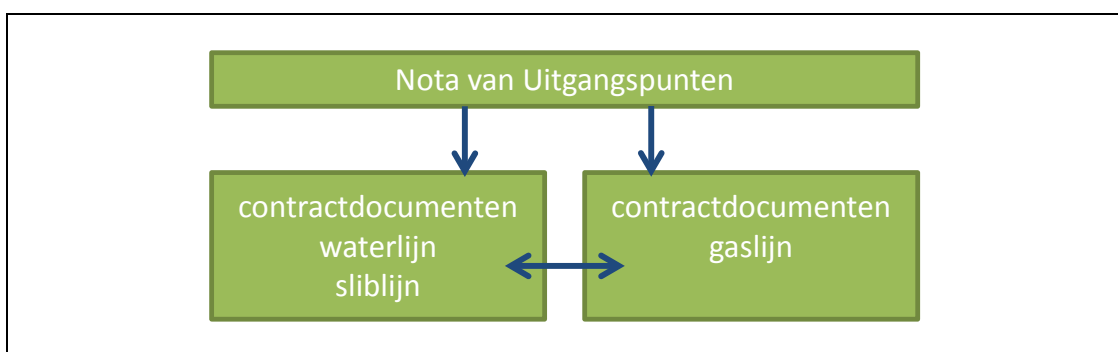 Nota van Uitgangspunten
contractdocumenten
waterlijn
sliblijn
contractdocumenten
gaslijn